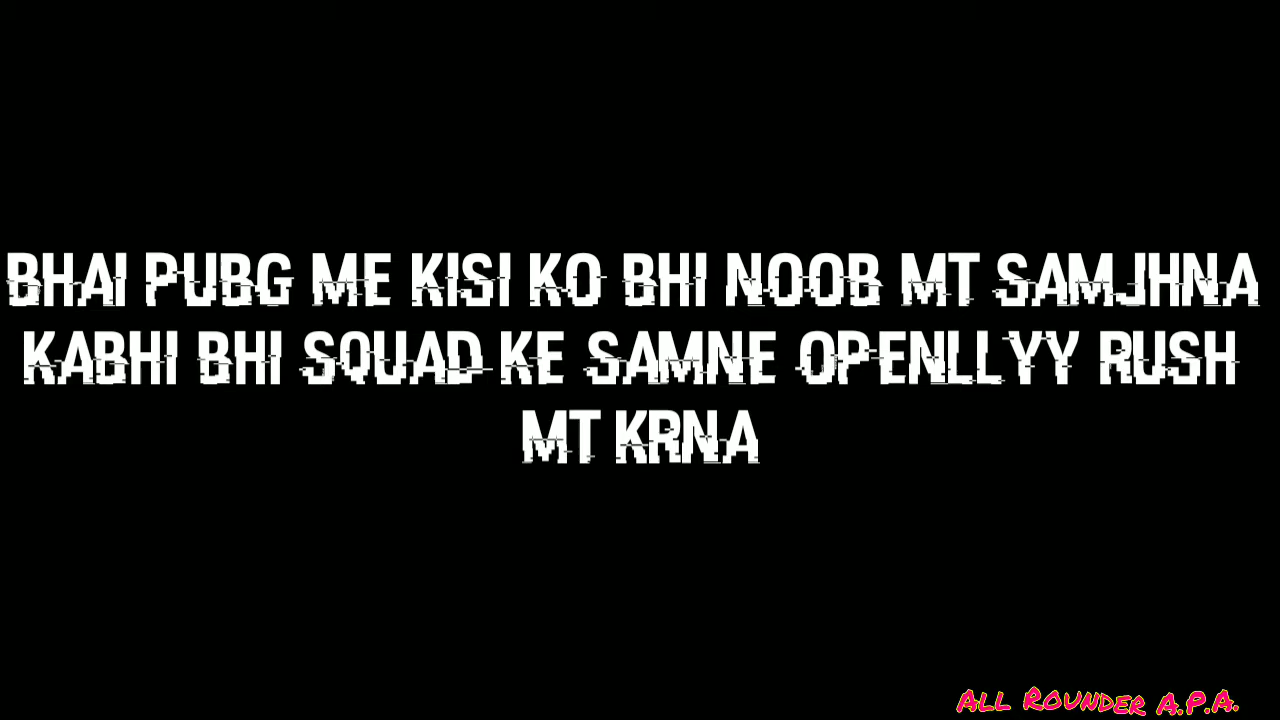 BHAI PUBG ME KISI KO BHI NOOB MT SAMJHNA
KABHI BHI SQUAD KE SAMNE OPENLLYY RUSH
MT KRNA
ALL ROUNDER A.P.A.